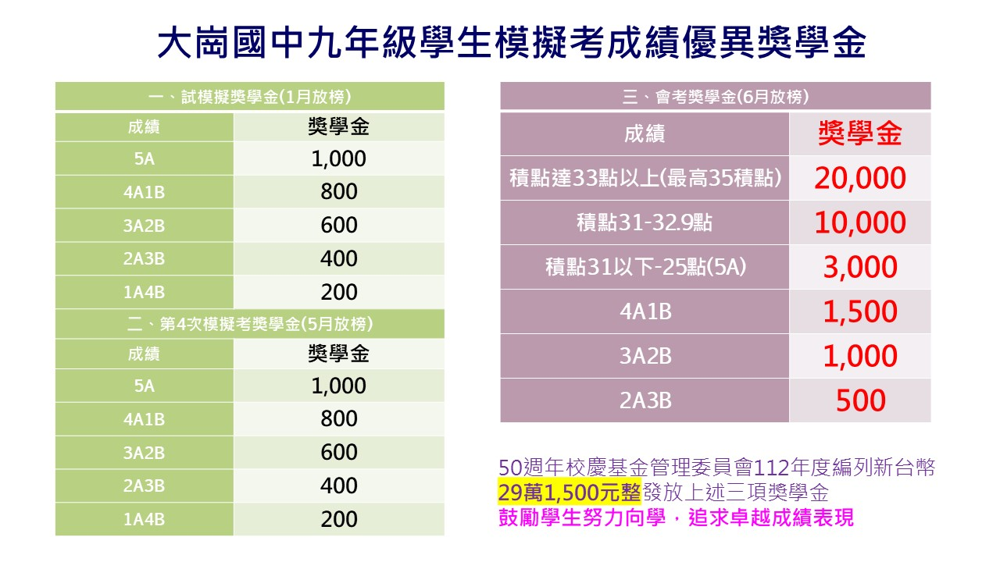 大崗國中九年級學生模擬考成績優異獎學金
一、試模擬獎學金(1月放榜)
成績 獎學金
5A 1,000
4A1B 800
3A2B 600
2A3B 400
1A4B 200
二、第4次模擬考獎學金(5月放榜)
成績 獎學金
5A 1,000
4A1B 800
3A2B 600
2A3B 400
1A4B 200
三、會考獎學金(6月放榜)
成績 獎學金
積點達33點以上(最高35積點) 20,000
積點31-32.9點 10,000
積點31以下-25點(5A) 3,000
4A1B 1,500
3A2B 1,000
2A3B 500
50週年校慶基金管理委員會112年度編列新台幣
29萬1,500元整發放上述三項獎學金
鼓勵學生努力向學，追求卓越成績表現